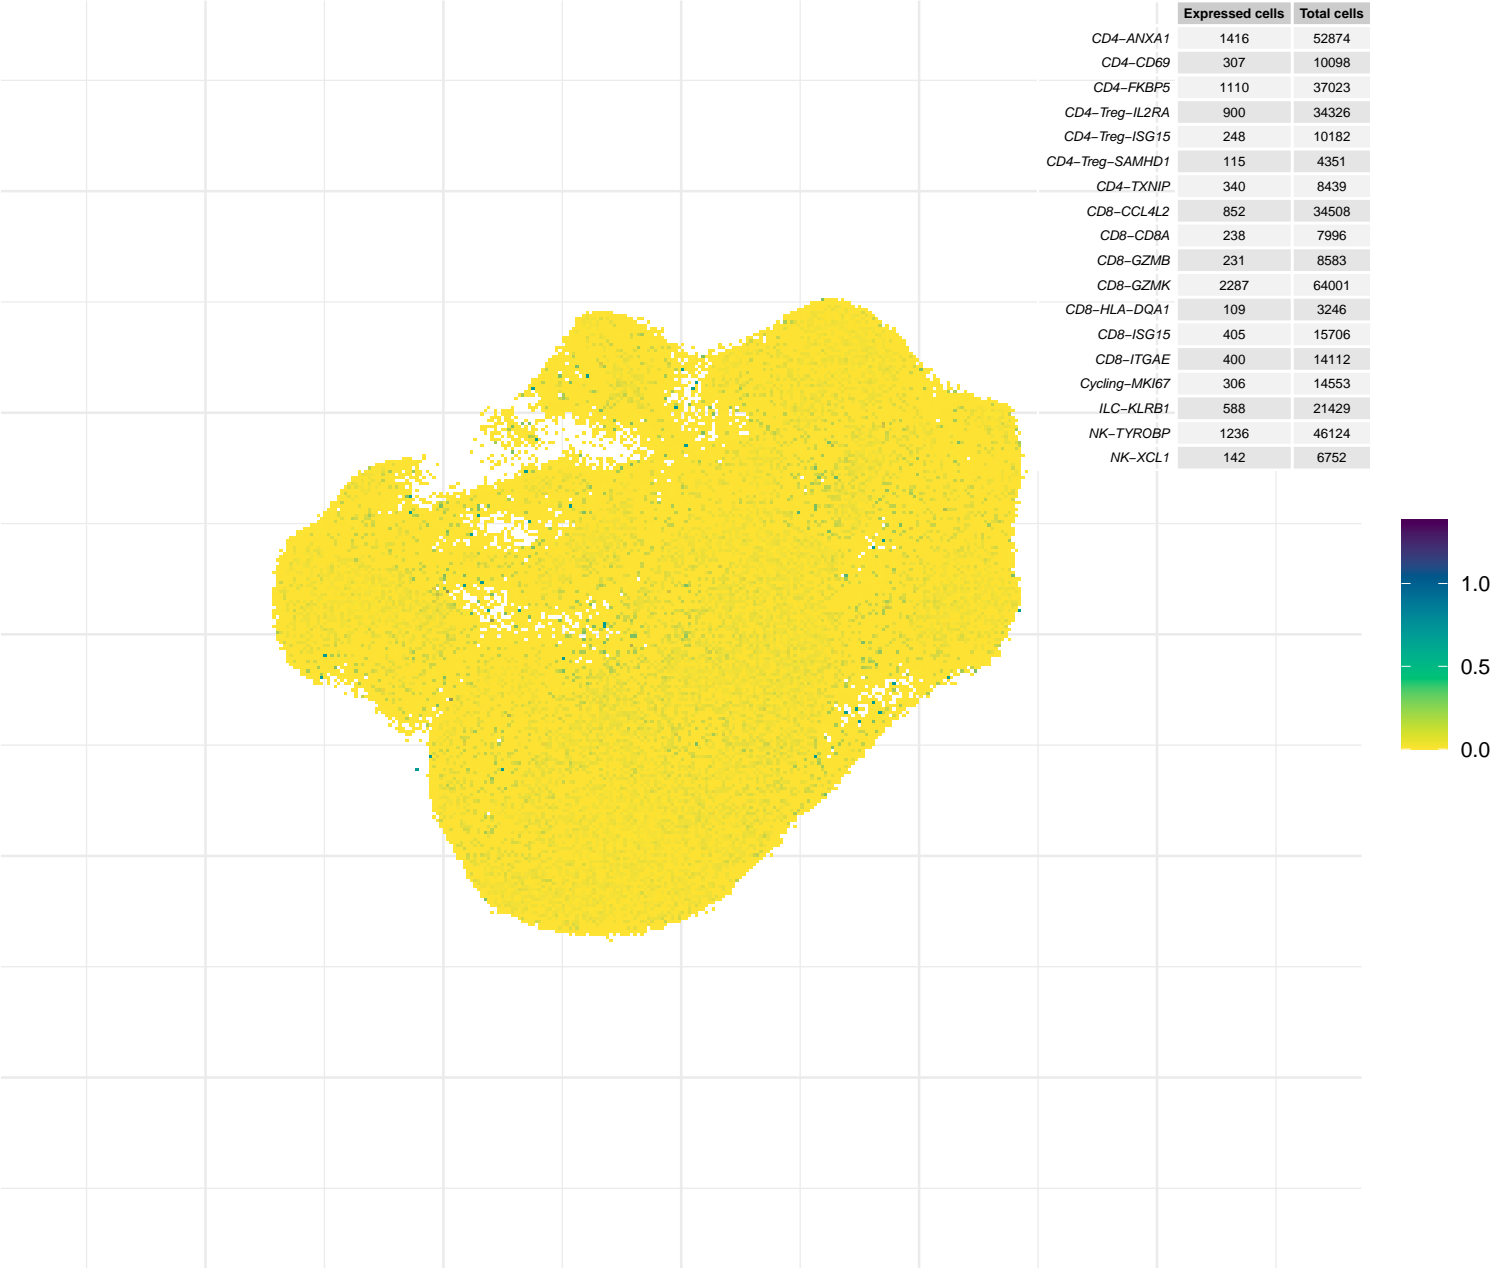 Expressed cells Total cells
CD4−ANXA1 1416 52874
CD4−CD69 307 10098
CD4−FKBP5 1110 37023
CD4−Treg−IL2RA 900 34326
CD4−Treg−ISG15 248 10182
CD4−Treg−SAMHD1 115 4351
CD4−TXNIP 340 8439
CD8−CCL4L2 852 34508
CD8−CD8A 238 7996
CD8−GZMB 231 8583
CD8−GZMK 2287 64001
CD8−HLA−DQA1 109 3246
CD8−ISG15 405 15706
CD8−ITGAE 400 14112
Cycling−MKI67 306 14553
ILC−KLRB1 588 21429
NK−TYROBP 1236 46124
NK−XCL1 142 6752
1.0
0.5
0.0